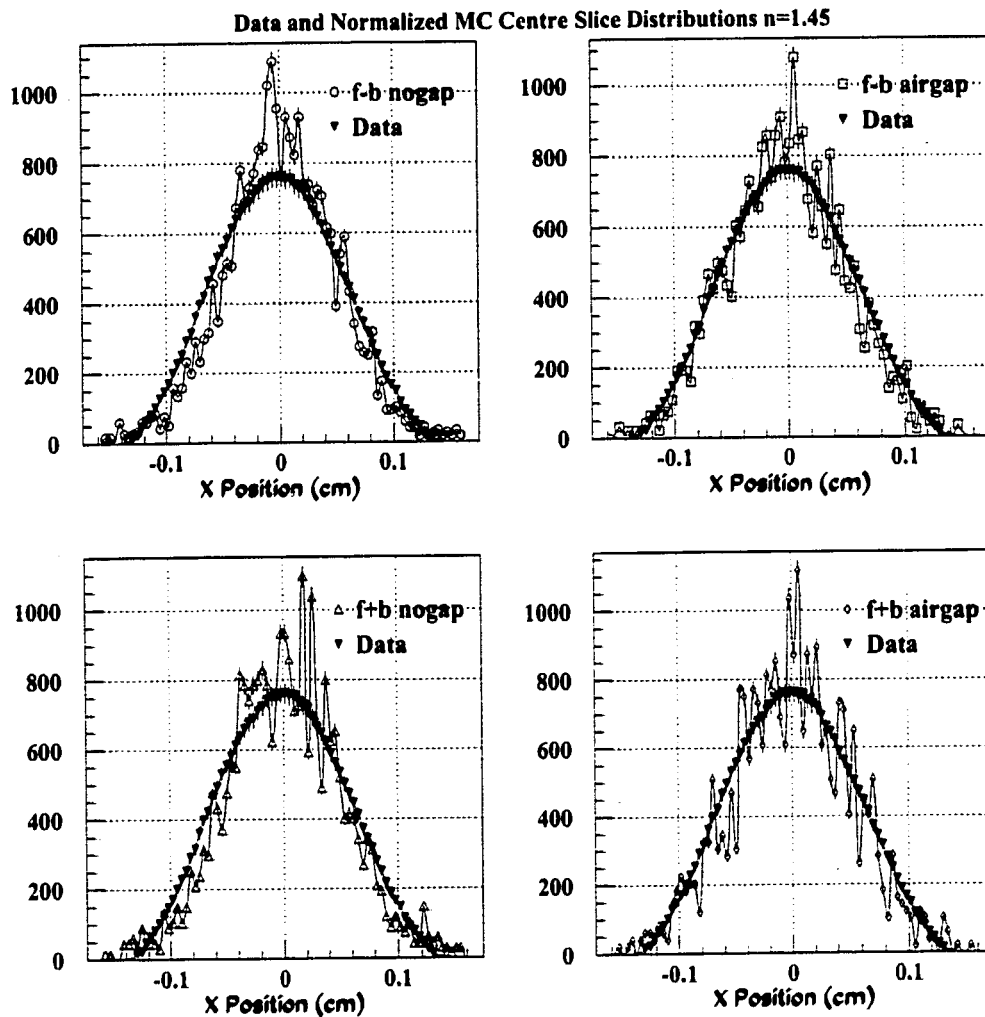 Data and Normalized MC Centre Slice Distributions n=1.45
1000
800
600
400
200
0
f-b nogap
Data
-0.1
0
0.1
X Position (cm)
1000
800
600
400
200
0
f-b airgap
Data
-0.1
0
0.1
X Position (cm)
1000
800
600
400
200
0
f+b nogap
Data
-0.1
0
0.1
X Position (cm)
1000
800
600
400
200
0
f+b airgap
Data
-0.1
0
0.1
X Position (cm)